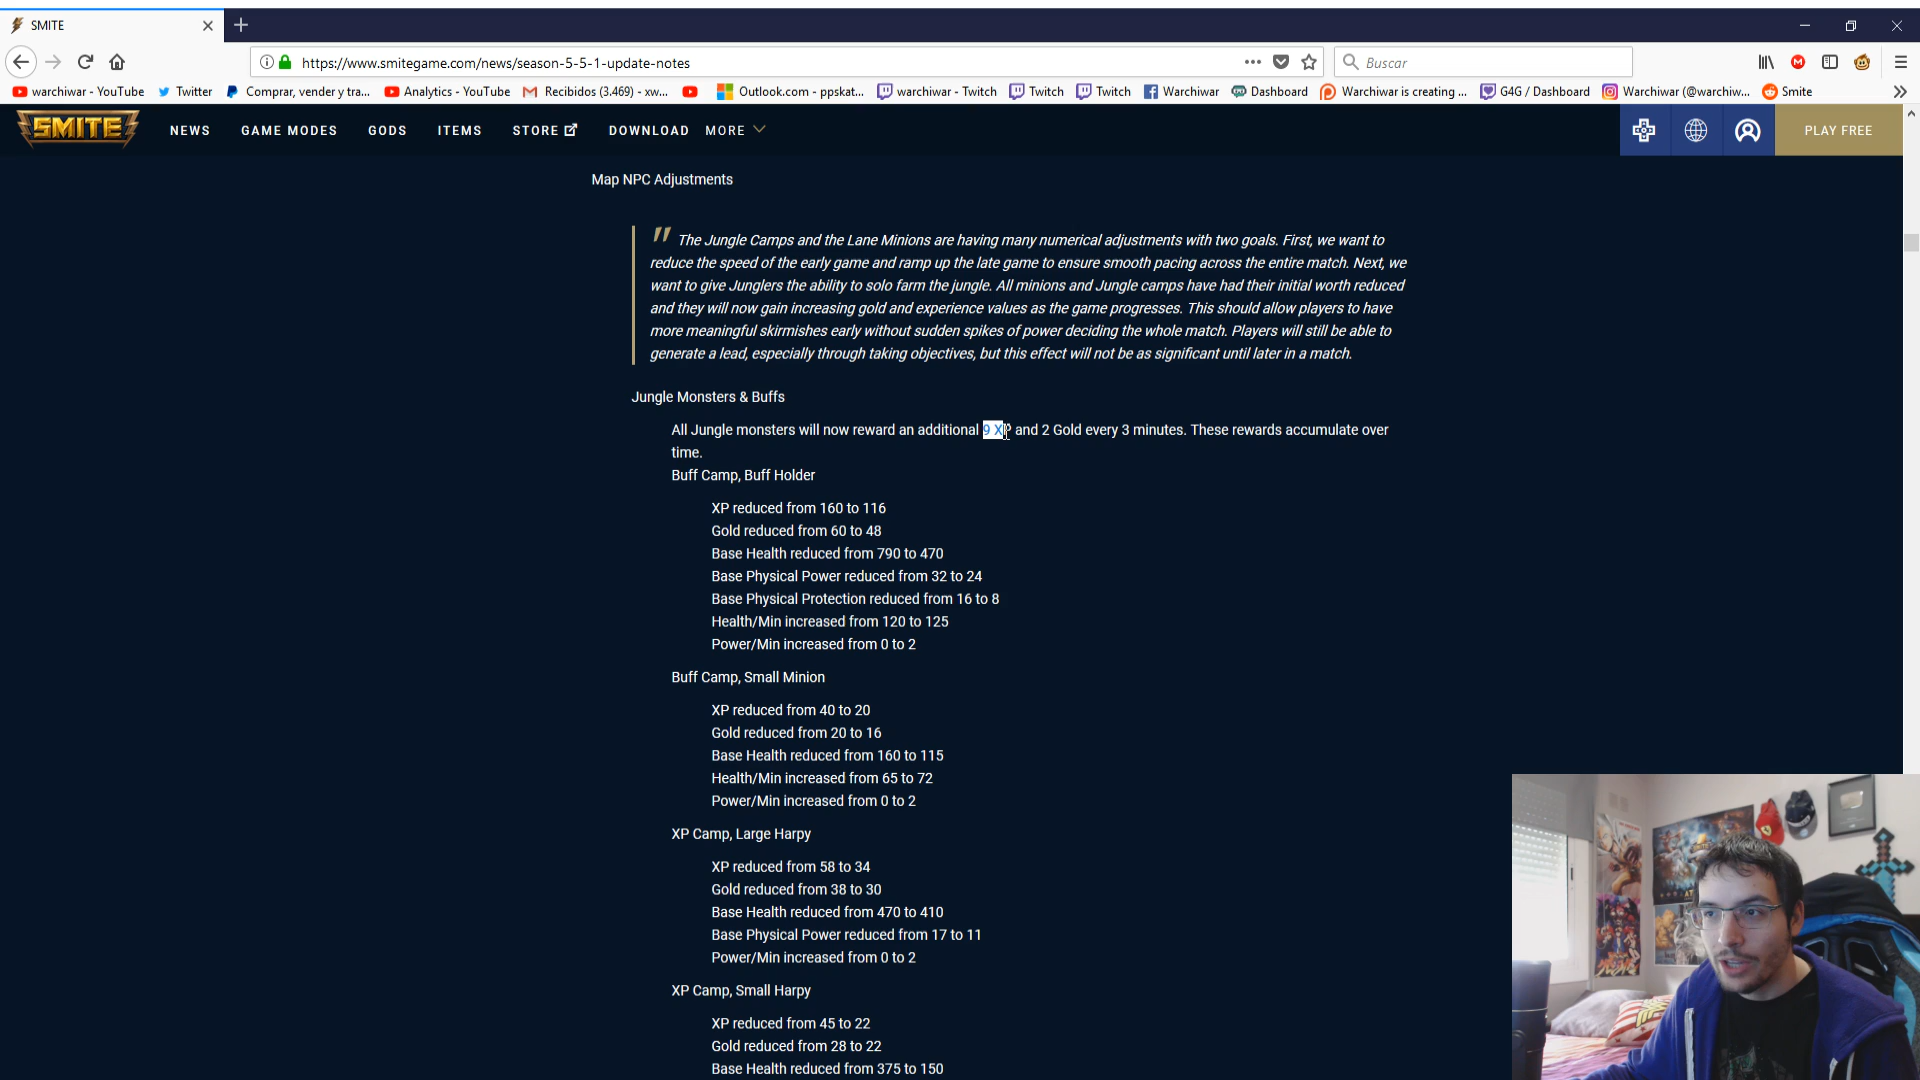 SMITE
https://www.smitegame.com/news/season-5-5-1-update-notes
Buscar
warchiwar - YouTube
Twitter
Comprar, vender y tra...
Analytics - YouTube
Recibidos (3.469) - xw...
Outlook.com - ppskat...
warchiwar - Twitch
Twitch
Twitch
Warchiwar
Dashboard
Warchiwar is creating ...
G4G / Dashboard
Warchiwar (@warchiw...
Smite
SMITE
NEWS
GAME MODES
GODS
ITEMS
STORE
DOWNLOAD
MORE
PLAY FREE
Map NPC Adjustments
" The Jungle Camps and the Lane Minions are having many numerical adjustments with two goals. First, we want to
reduce the speed of the early game and ramp up the late game to ensure smooth pacing across the entire match. Next, we
want to give Junglers the ability to solo farm the jungle. All minions and Jungle camps have had their initial worth reduced
and they will now gain increasing gold and experience values as the game progresses. This should allow players to have
more meaningful skirmishes early without sudden spikes of power deciding the whole match. Players will still be able to
generate a lead, especially through taking objectives, but this effect will not be as significant until later in a match.
Jungle Monsters & Buffs
All Jungle monsters will now reward an additional 9 XP and 2 Gold every 3 minutes. These rewards accumulate over
time.
Buff Camp, Buff Holder
XP reduced from 160 to 116
Gold reduced from 60 to 48
Base Health reduced from 790 to 470
Base Physical Power reduced from 32 to 24
Base Physical Protection reduced from 16 to 8
Health/Min increased from 120 to 125
Power/Min increased from 0 to 2
Buff Camp, Small Minion
XP reduced from 40 to 20
Gold reduced from 20 to 16
Base Health reduced from 160 to 115
Health/Min increased from 65 to 72
Power/Min increased from 0 to 2
XP Camp, Large Harpy
XP reduced from 58 to 34
Gold reduced from 38 to 30
Base Health reduced from 470 to 410
Base Physical Power reduced from 17 to 11
Power/Min increased from 0 to 2
XP Camp, Small Harpy
XP reduced from 45 to 22
Gold reduced from 28 to 22
Base Health reduced from 375 to 150